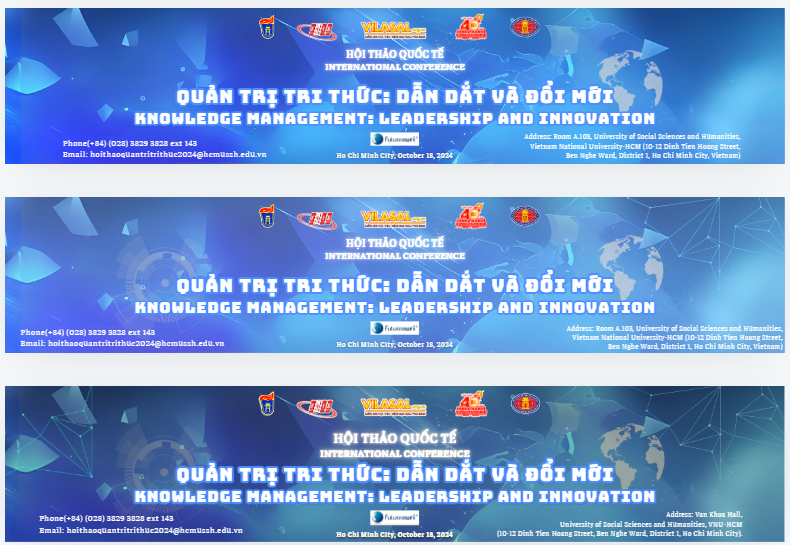 VILASAL
HỘI THẢO QUỐC TẾ
INTERNATIONAL CONFERENCE
QUẢN TRỊ TRI THỨC: DẪN DẮT VÀ ĐỔI MỚI
KNOWLEDGE MANAGEMENT: LEADERSHIP AND INNOVATION
Phone(+84) (028) 3829 3828 ext 143
Email: hoithaoquantritrithuc2024@hcmussh.edu.vn
futurenuri
Ho Chi Minh City, October 18, 2024
Address: Room A.103, University of Social Sciences and Humanities,
Vietnam National University-HCM (10-12 Dinh Tien Hoang Street,
Ben Nghe Ward, District 1, Ho Chi Minh City, Vietnam)
VILASAL
HỘI THẢO QUỐC TẾ
INTERNATIONAL CONFERENCE
QUẢN TRỊ TRI THỨC: DẪN DẮT VÀ ĐỔI MỚI
KNOWLEDGE MANAGEMENT: LEADERSHIP AND INNOVATION
Phone(+84) (028) 3829 3828 ext 143
Email: hoithaoquantritrithuc2024@hcmussh.edu.vn
futurenuri
Ho Chi Minh City, October 18, 2024
Address: Room A.103, University of Social Sciences and Humanities,
Vietnam National University-HCM (10-12 Dinh Tien Hoang Street,
Ben Nghe Ward, District 1, Ho Chi Minh City, Vietnam)
VILASAL
HỘI THẢO QUỐC TẾ
INTERNATIONAL CONFERENCE
QUẢN TRỊ TRI THỨC: DẪN DẮT VÀ ĐỔI MỚI
KNOWLEDGE MANAGEMENT: LEADERSHIP AND INNOVATION
Phone(+84) (028) 3829 3828 ext 143
Email: hoithaoquantritrithuc2024@hcmussh.edu.vn
futurenuri
Ho Chi Minh City, October 18, 2024
Address: Van Khoa Hall,
University of Social Sciences and Humanities, VNU-HCM
(10-12 Dinh Tien Hoang Street, Ben Nghe Ward, District 1, Ho Chi Minh City).